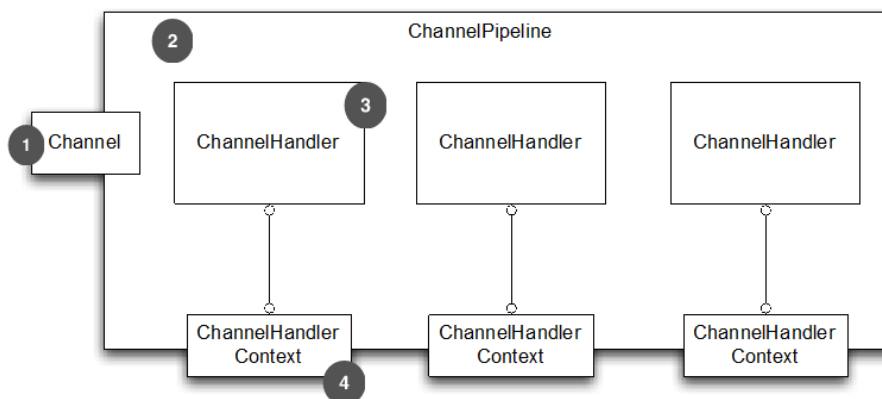 ChannelPipeline
2
3
1
Channel
ChannelHandler
ChannelHandler
ChannelHandler
ChannelHandler
Context
ChannelHandler
Context
ChannelHandler
Context
4